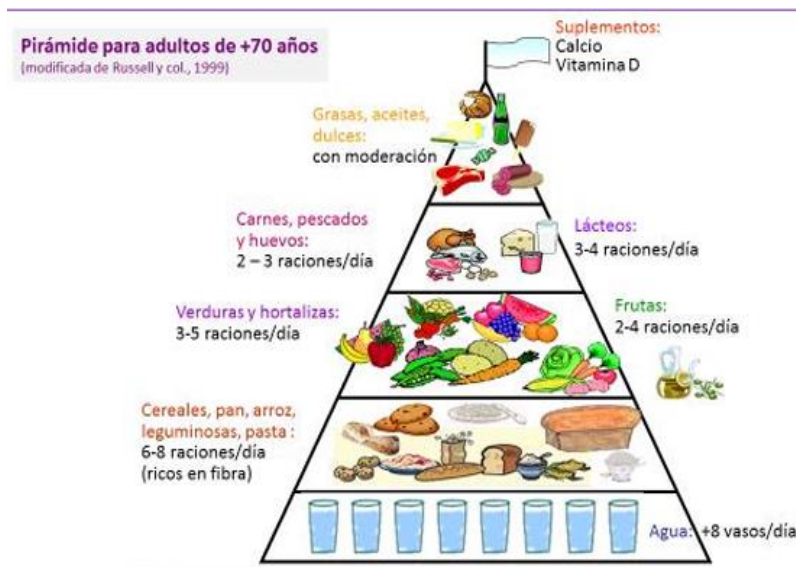 Pirámide para adultos de +70 años
(modificada de Russell y col., 1999)
Suplementos:
Calcio
Vitamina D
Grasas, aceites,
dulces:
con moderación
Carnes, pescados
y huevos:
2 – 3 raciones/día
Lácteos:
3-4 raciones/día
Verduras y hortalizas:
3-5 raciones/día
Frutas:
2-4 raciones/día
Cereales, pan, arroz,
leguminosas, pasta :
6-8 raciones/día
(ricos en fibra)
Agua: +8 vasos/día